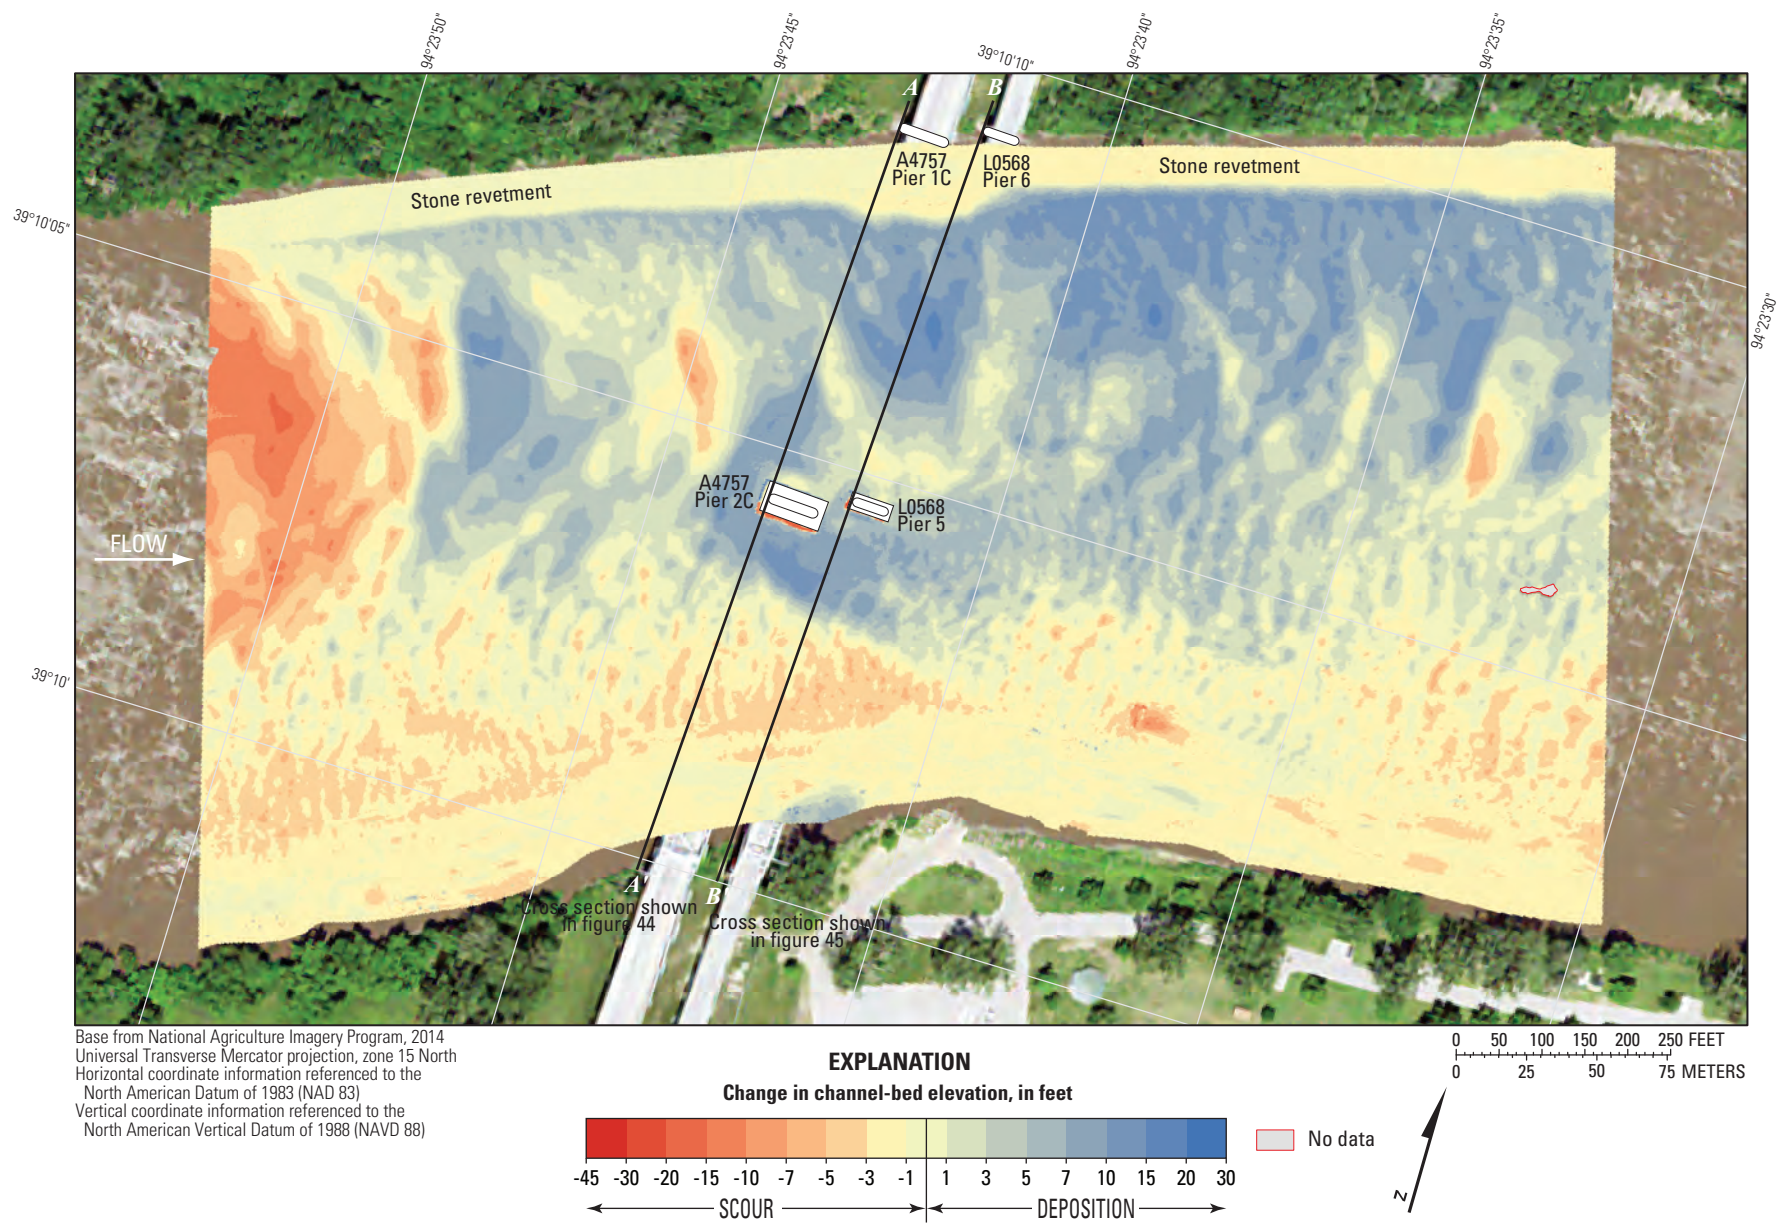 94°23'50"
94°23'45"
39°10'10"
94°23'40"
94°23'35"
A
B
A4757
Pier 1C
L0568
Pier 6
Stone revetment
Stone revetment
39°10'05"
94°23'30"
A4757
Pier 2C
L0568
Pier 5
FLOW
39°10'
A'
B'
Cross section shown
in figure 44
Cross section shown
in figure 45
Base from National Agriculture Imagery Program, 2014
Universal Transverse Mercator projection, zone 15 North
Horizontal coordinate information referenced to the
North American Datum of 1983 (NAD 83)
Vertical coordinate information referenced to the
North American Vertical Datum of 1988 (NAVD 88)
EXPLANATION
Change in channel-bed elevation, in feet
-45 -30 -20 -15 -10 -7 -5 -3 -1 1 3 5 7 10 15 20 30
SCOUR
DEPOSITION
No data
0 50 100 150 200 250 FEET
0 25 50 75 METERS
N